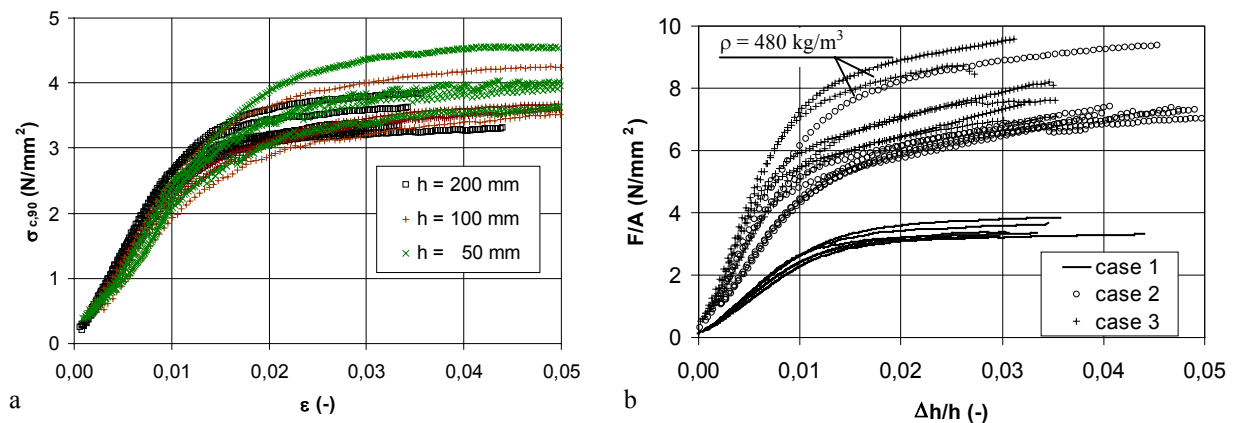 5
4
3
2
1
0
σc,90 (N/mm²)
h = 200 mm
h = 100 mm
h = 50 mm
0,00 0,01 0,02 0,03 0,04 0,05
ε (-)
a
10
8
6
4
2
0
F/A (N/mm²)
ρ = 480 kg/m³
case 1
case 2
case 3
0,00 0,01 0,02 0,03 0,04 0,05
Δh/h (-)
b